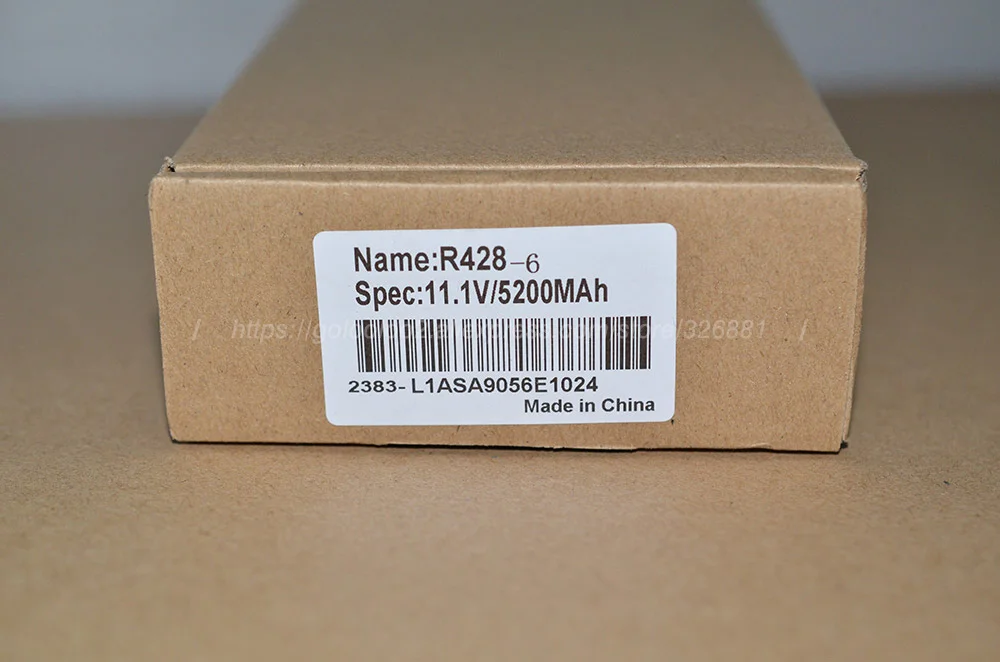 Name:R428-6
Spec:11.1V/5200MAh
2383-L1ASA9056E1024
Made in China